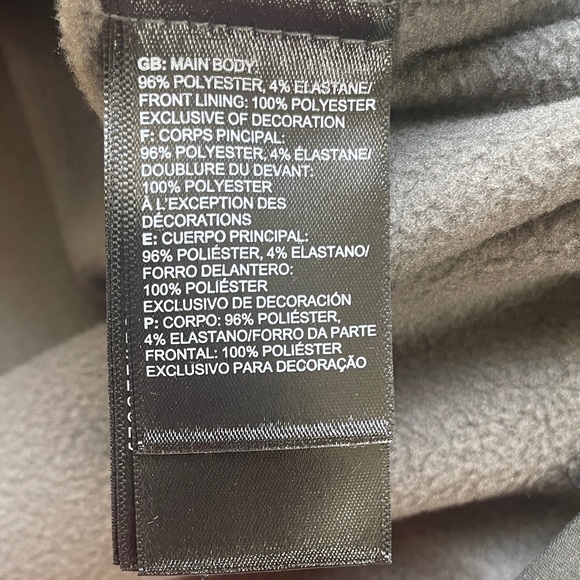 GB: MAIN BODY:
96% POLYESTER, 4% ELASTANE/
FRONT LINING: 100% POLYESTER
EXCLUSIVE OF DECORATION
F: CORPS PINCIPAL:
96% POLYESTER, 4% ÉLASTANE/
DOUBLURE DU DEVANT:
100% POLYESTER
À L'EXCEPTION DES
DÉCORATIONS
E: CUERPO PRINCIPAL:
96% POLIÉSTER, 4% ELASTANO/
FORRO DELANTERO:
100% POLIÉSTER
EXCLUSIVO DE DECORACIÓN
P: CORPO: 96% POLIÉSTER,
4% ELASTANO/FORRO DA PARTE
FRONTAL: 100% POLIÉSTER
EXCLUSIVO PARA DECORAÇÃO